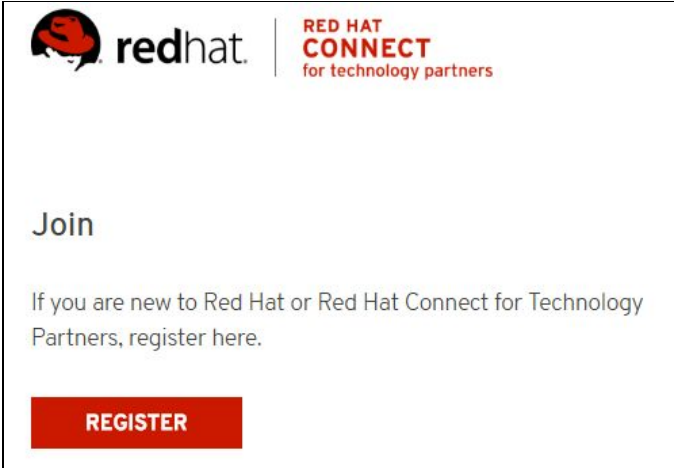 redhat.
RED HAT
CONNECT
for technology partners
Join
If you are new to Red Hat or Red Hat Connect for Technology
Partners, register here.
REGISTER